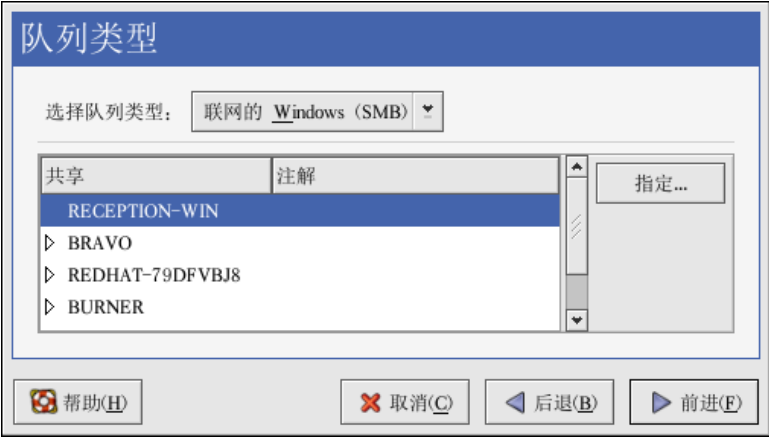 队列类型
选择队列类型： 联网的 Windows (SMB)
共享 注解
指定...
RECEPTION-WIN
BRAVO
REDHAT-79DFVBJ8
BURNER
帮助(H) 取消(C) 后退(B) 前进(F)